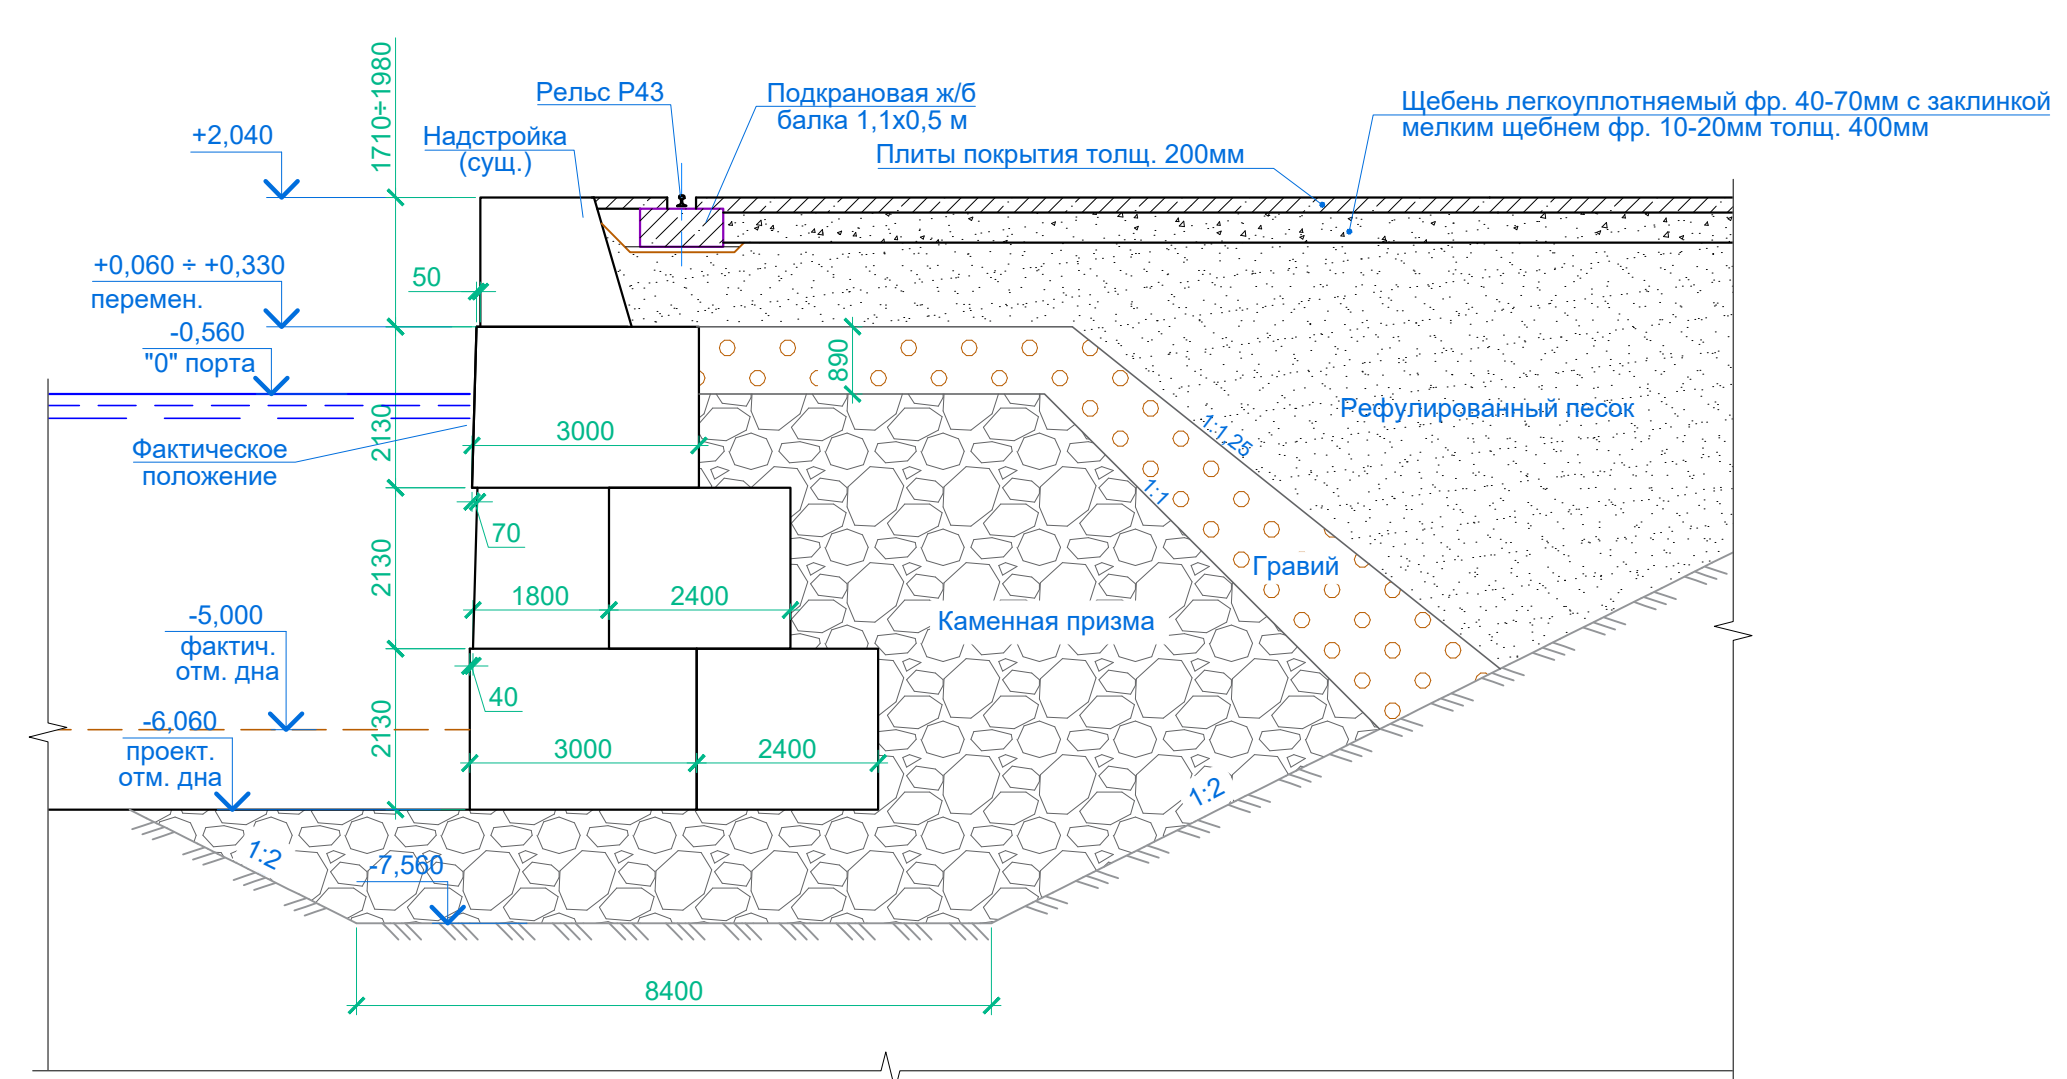 1710÷1980
Рельс Р43
Подкрановая ж/б
балка 1,1х0,5 м
Щебень легкоуплотняемый фр. 40-70мм с заклинкой
мелким щебнем фр. 10-20мм толщ. 400мм
+2,040
Надстройка
(сущ.)
Плиты покрытия толщ. 200мм
+0,060 ÷ +0,330
перемен.
50
-0,560
"0" порта
890
Рефулированный песок
1:1,25
2130
3000
Фактическое
положение
1:1
70
2130
1800
2400
Гравий
-5,000
фактич.
отм. дна
Каменная призма
40
-6,060
проект.
отм. дна
2130
3000
2400
1:2
1:2
-7,560
8400